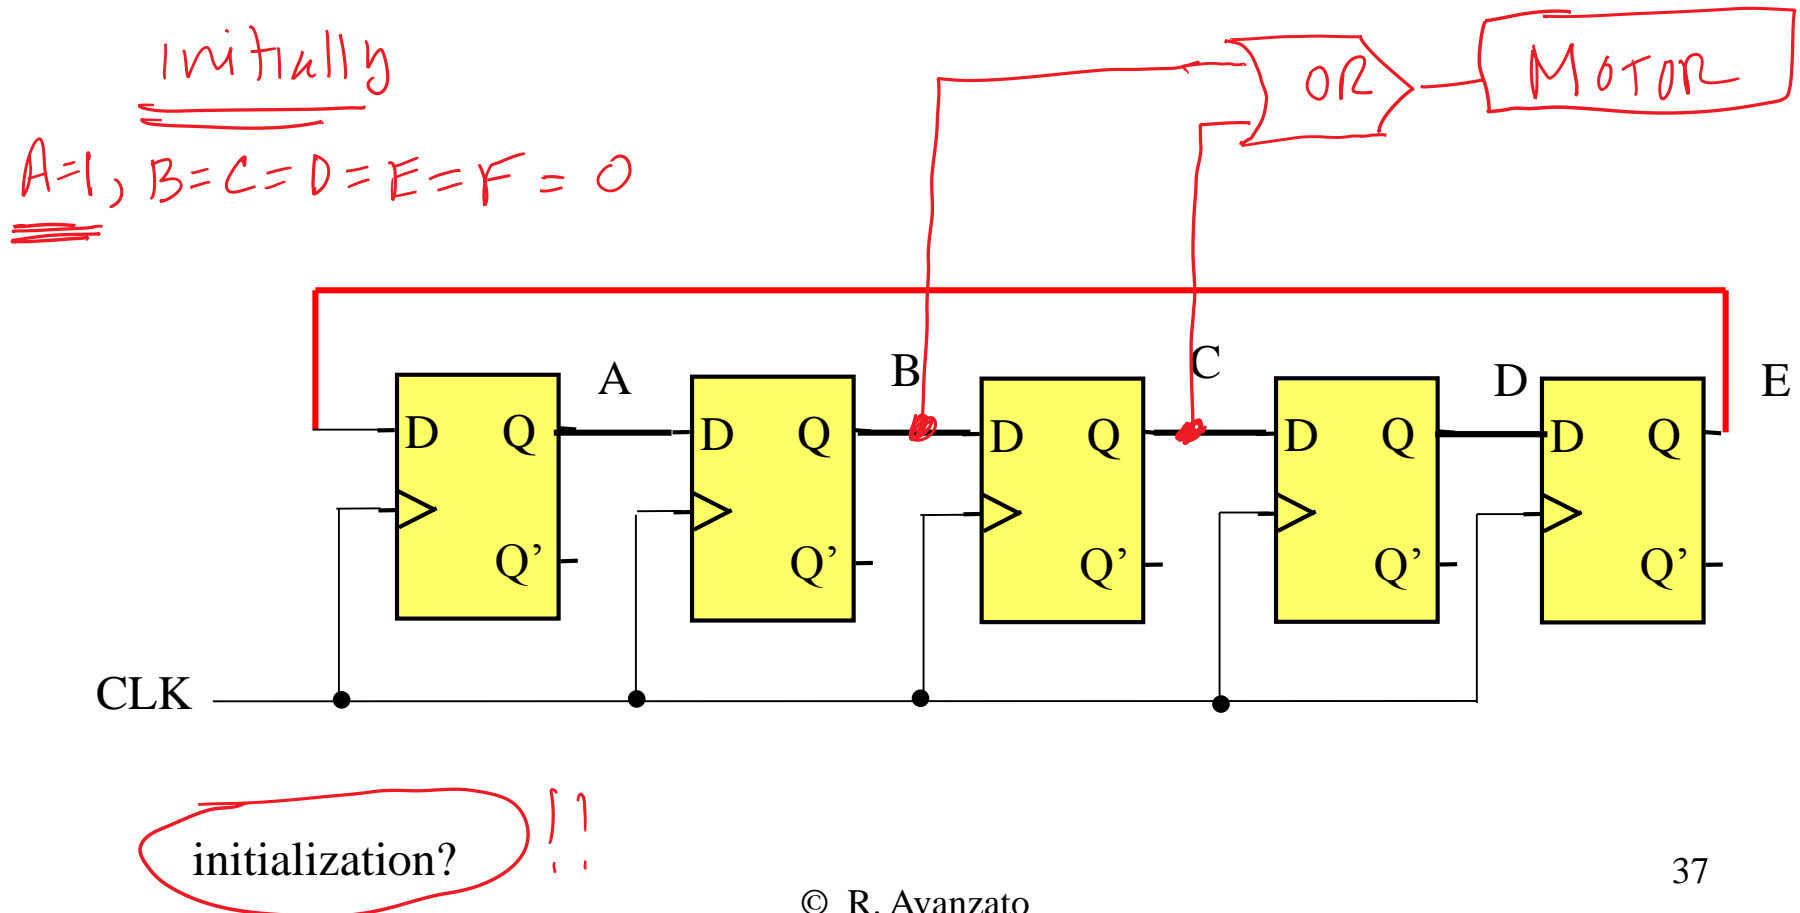 initially
OR
MOTOR
A=1, B=C=D=E=F=0
A
B
C
D
E
D Q
D Q
D Q
D Q
D Q
Q’
Q’
Q’
Q’
Q’
CLK
initialization? !!
37
© R. Avanzato